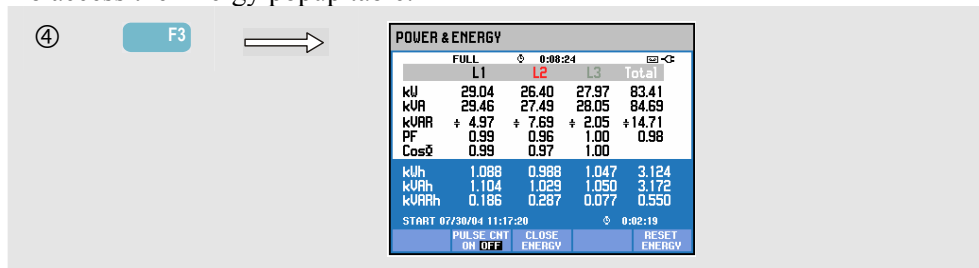 ④ F3
POWER & ENERGY
FULL 0:08:24
L1 L2 L3 Total
kW 29.04 26.40 27.97 83.41
kVA 29.46 27.49 28.05 84.69
kVAR 4.97 7.69 2.05 14.71
PF 0.99 0.96 1.00 0.98
CosΦ 0.99 0.97 1.00
kWh 1.088 0.988 1.047 3.124
kVAh 1.104 1.029 1.050 3.172
kVARh 0.186 0.287 0.077 0.550
START 07/30/04 11:17:20 0:02:19
PULSE CNT CLOSE RESET
ON OFF ENERGY ENERGY